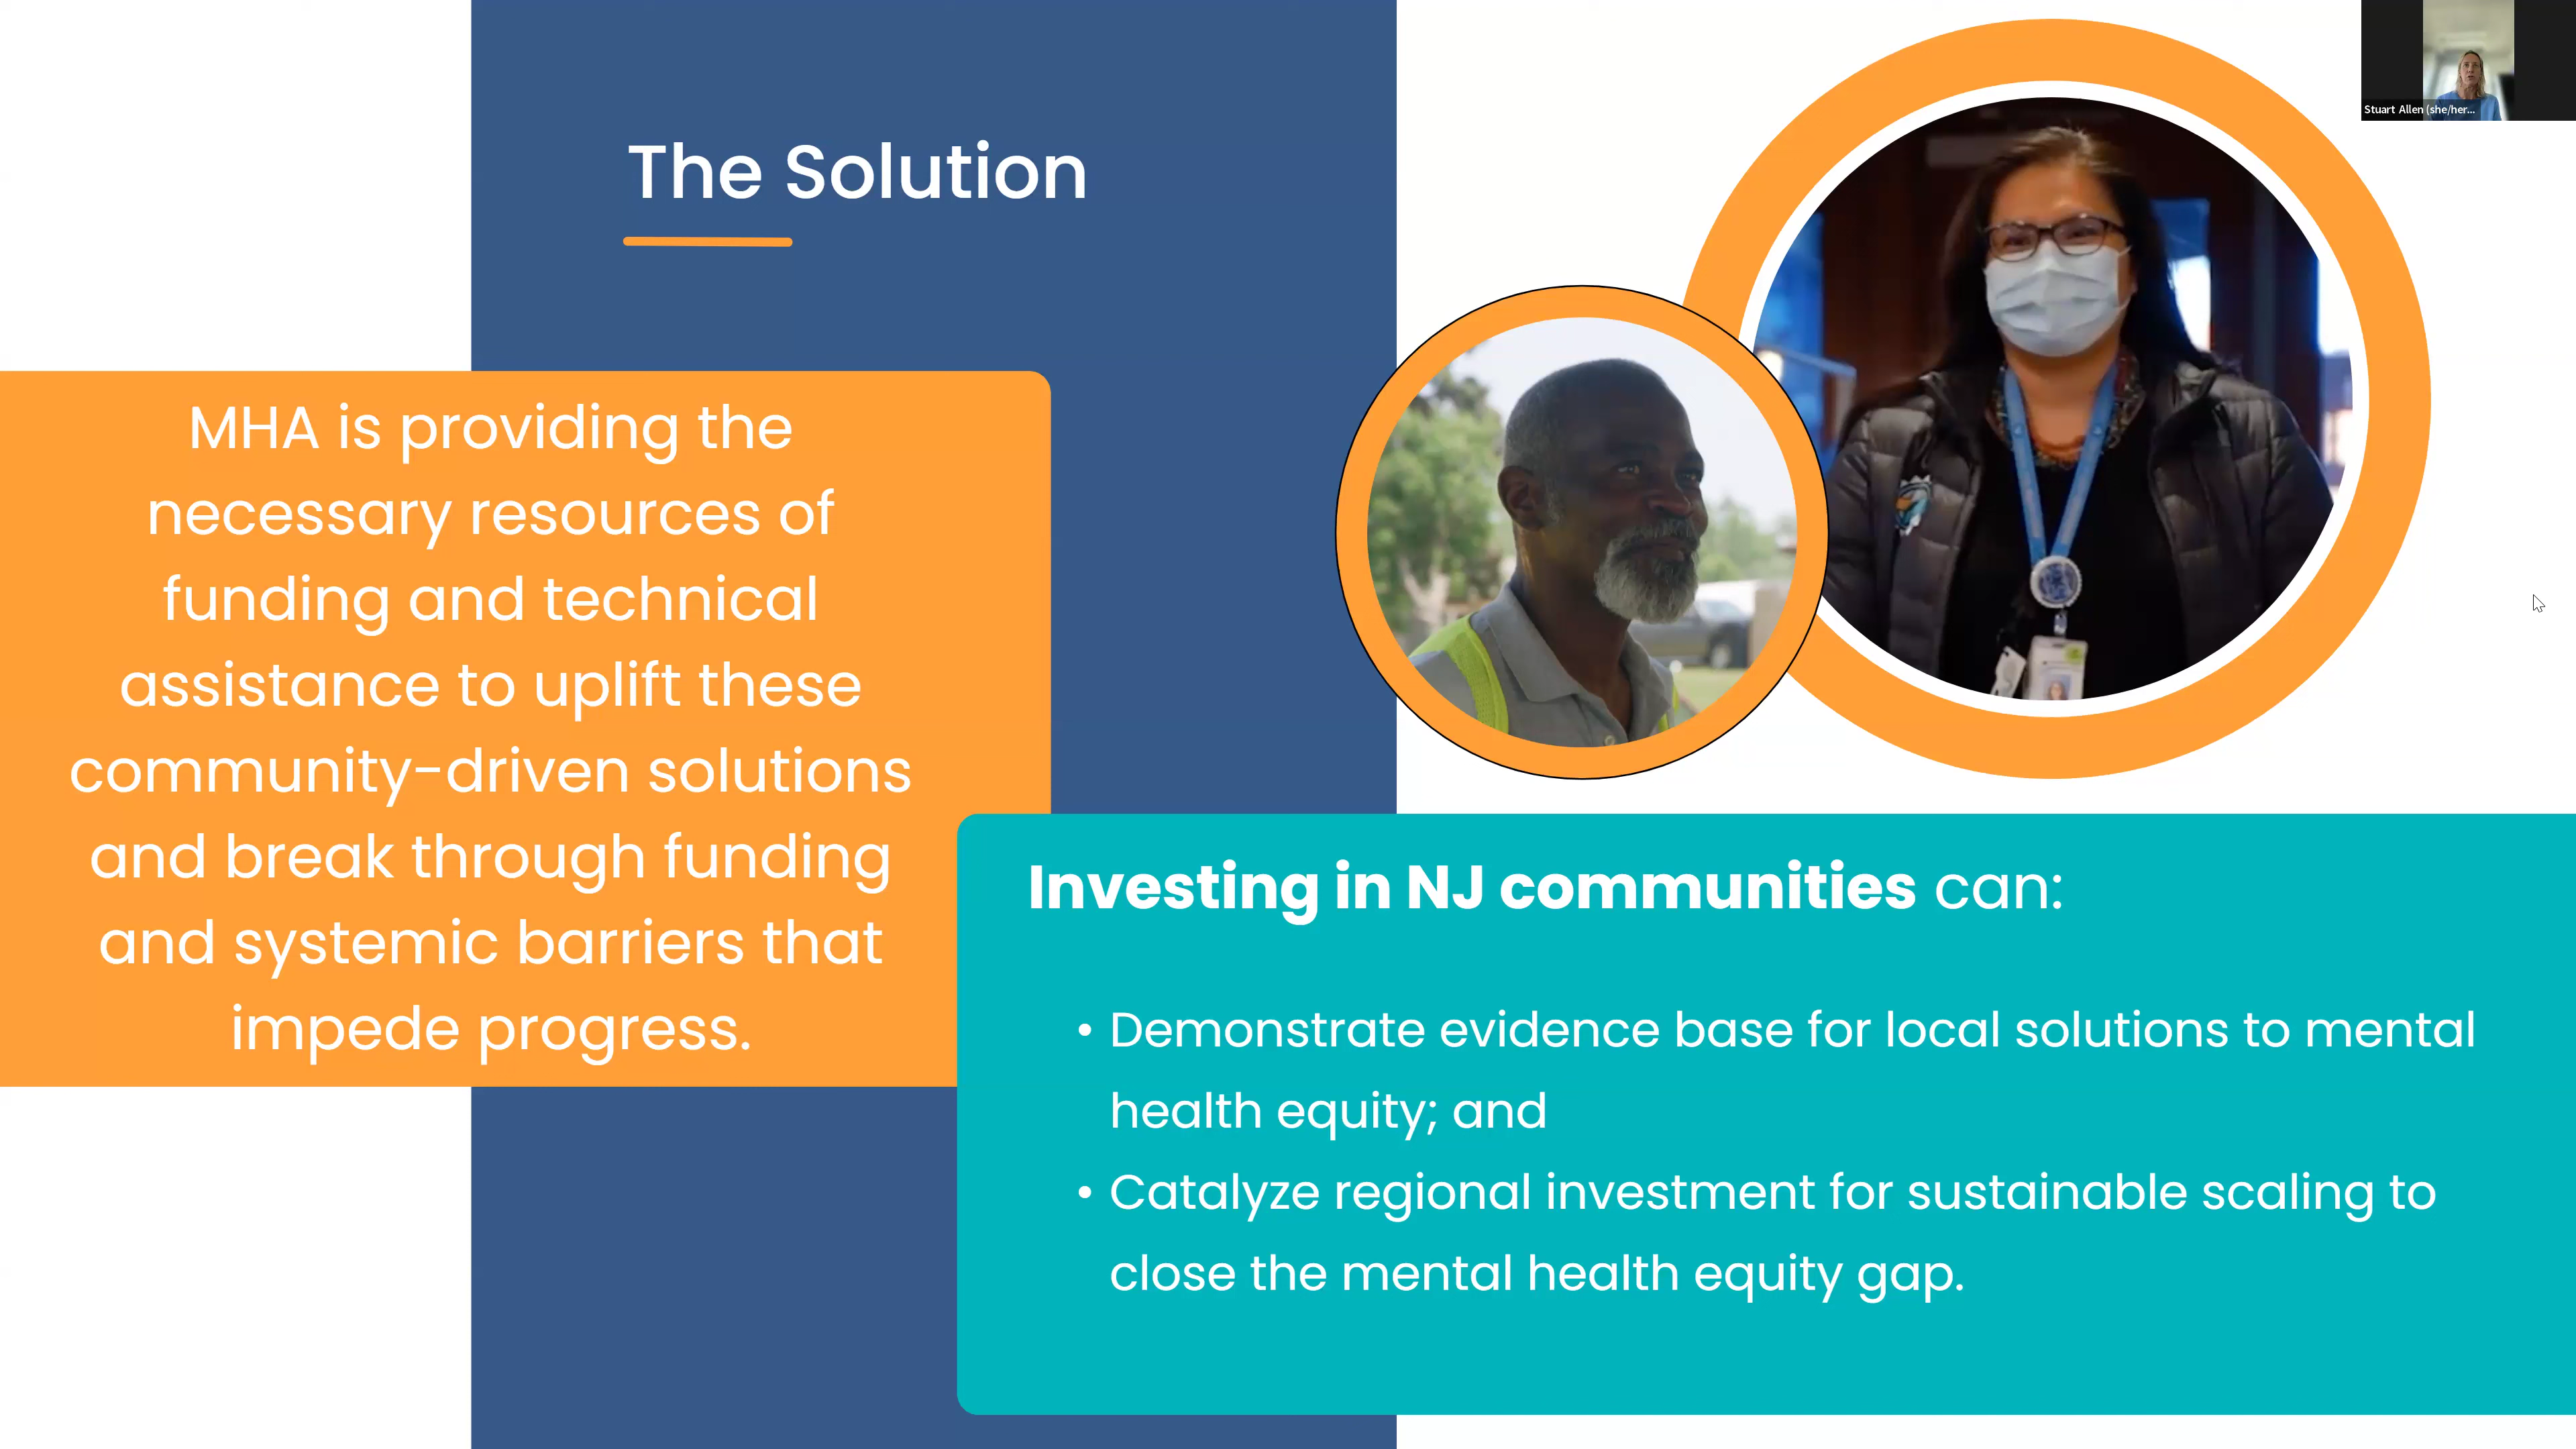 The Solution
MHA is providing the
necessary resources of
funding and technical
assistance to uplift these
community-driven solutions
and break through funding
and systemic barriers that
impede progress.
Investing in NJ communities can:
• Demonstrate evidence base for local solutions to mental
health equity; and
• Catalyze regional investment for sustainable scaling to
close the mental health equity gap.
Stuart Allen (she/her...